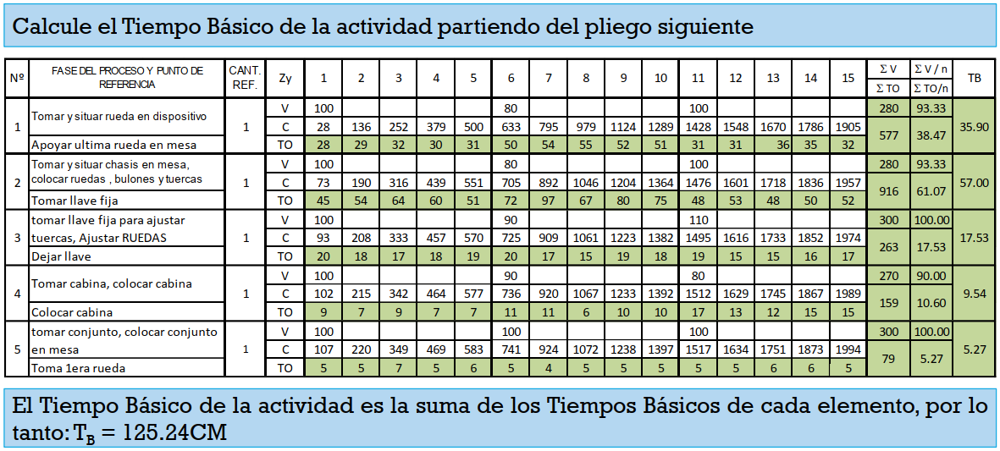 Calcule el Tiempo Básico de la actividad partiendo del pliego siguiente
Nº FASE DEL PROCESO Y PUNTO DE REFERENCIA CANT. REF. Zy 1 2 3 4 5 6 7 8 9 10 11 12 13 14 15 Σ V Σ V / n TB
Σ TO Σ TO/n
1 Tomar y situar rueda en dispositivo 1 V 100 80 100 280 93.33 35.90
C 28 136 252 379 500 633 795 979 1124 1289 1428 1548 1670 1786 1905 577 38.47
Apoyar ultima rueda en mesa TO 28 29 32 30 31 50 54 55 52 51 31 31 36 35 32
2 Tomar y situar chasis en mesa, 1 V 100 80 100 280 93.33 57.00
colocar ruedas , bulones y tuercas C 73 190 316 439 551 705 892 1046 1204 1364 1476 1601 1718 1836 1957 916 61.07
Tomar llave fija TO 45 54 64 60 51 72 97 67 80 75 48 53 48 50 52
3 tomar llave fija para ajustar 1 V 100 90 110 300 100.00 17.53
tuercas, Ajustar RUEDAS C 93 208 333 457 570 725 909 1061 1223 1382 1495 1616 1733 1852 1974 263 17.53
Dejar llave TO 20 18 17 18 19 20 17 15 19 18 19 15 15 16 17
4 Tomar cabina, colocar cabina 1 V 100 90 80 270 90.00 9.54
C 102 215 342 464 577 736 920 1067 1233 1392 1512 1629 1745 1867 1989 159 10.60
Colocar cabina TO 9 7 9 7 7 11 11 6 10 10 17 13 12 15 15
5 tomar conjunto, colocar conjunto 1 V 100 100 100 300 100.00 5.27
en mesa C 107 220 349 469 583 741 924 1072 1238 1397 1517 1634 1751 1873 1994 79 5.27
Toma 1era rueda TO 5 5 7 5 6 5 4 5 5 5 5 5 6 6 5
El Tiempo Básico de la actividad es la suma de los Tiempos Básicos de cada elemento, por lo
tanto: TB = 125.24CM